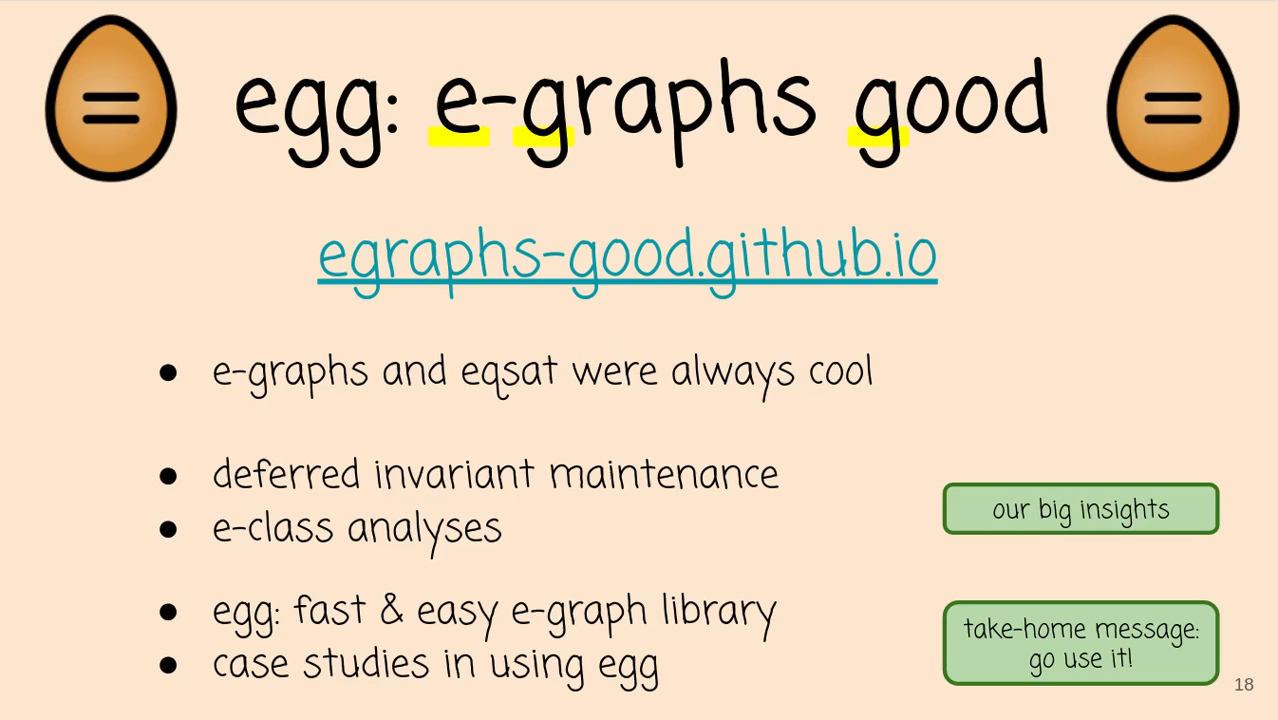 egg: e-graphs good
egraphs-good.github.io
● e-graphs and eqsat were always cool
● deferred invariant maintenance
● e-class analyses
our big insights
● egg: fast & easy e-graph library
● case studies in using egg
take-home message:
go use it!
18